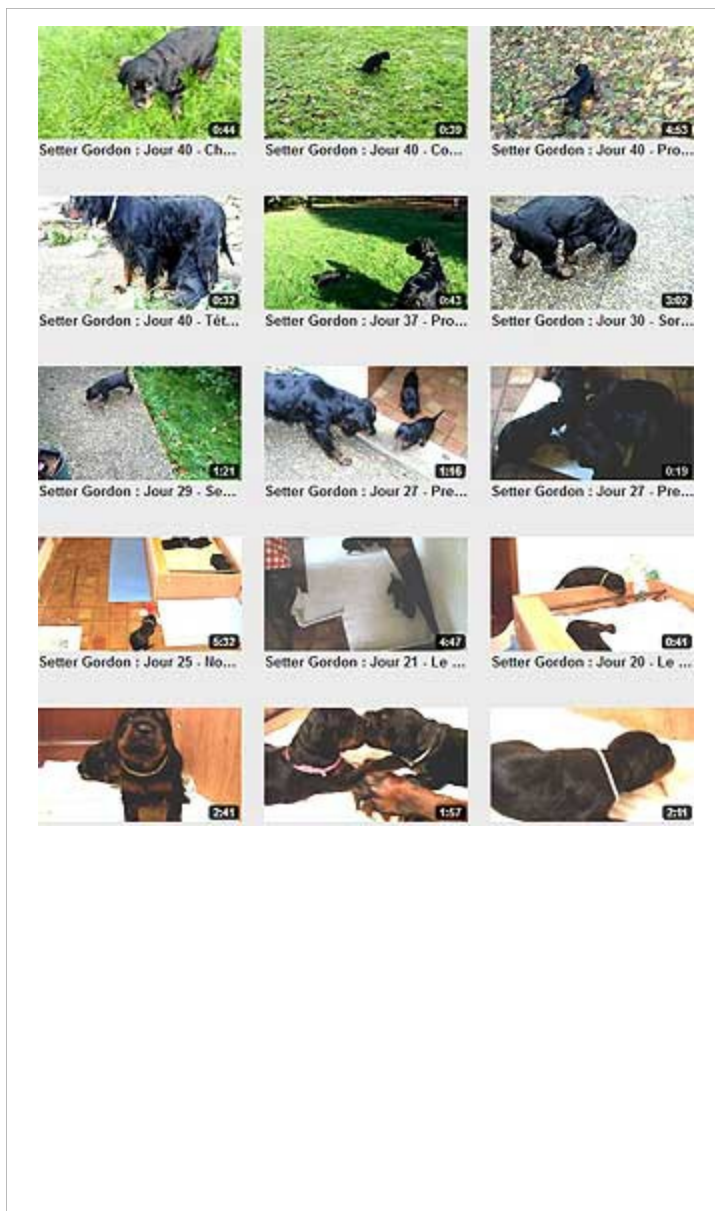 0:44
0:39
4:53
Setter Gordon : Jour 40 - Ch...
Setter Gordon : Jour 40 - Co...
Setter Gordon : Jour 40 - Pro...
0:32
0:43
3:02
Setter Gordon : Jour 40 - Tét...
Setter Gordon : Jour 37 - Pro...
Setter Gordon : Jour 30 - Sor...
1:21
1:16
0:19
Setter Gordon : Jour 29 - Se...
Setter Gordon : Jour 27 - Pre...
Setter Gordon : Jour 27 - Pre...
5:32
4:47
0:41
Setter Gordon : Jour 25 - No...
Setter Gordon : Jour 21 - Le ...
Setter Gordon : Jour 20 - Le ...
2:41
1:57
2:11